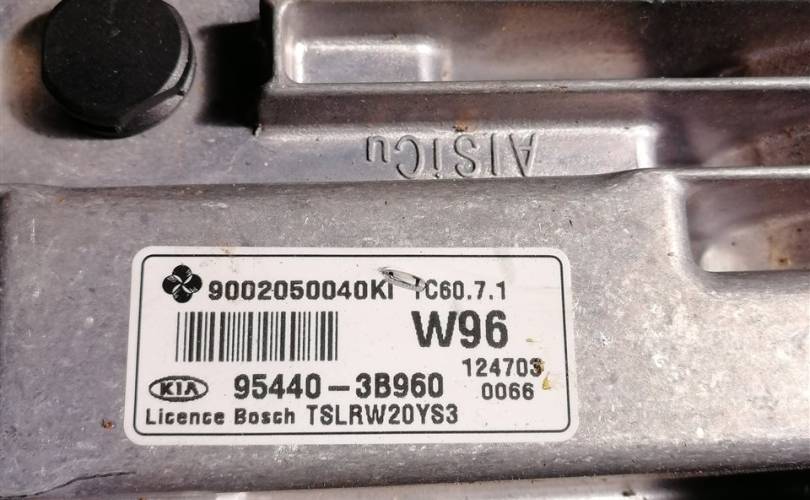 AlSiCu
9002050040KI TC60.7.1
W96
124703
KIA 95440-3B960 0066
Licence Bosch TSLRW20YS3